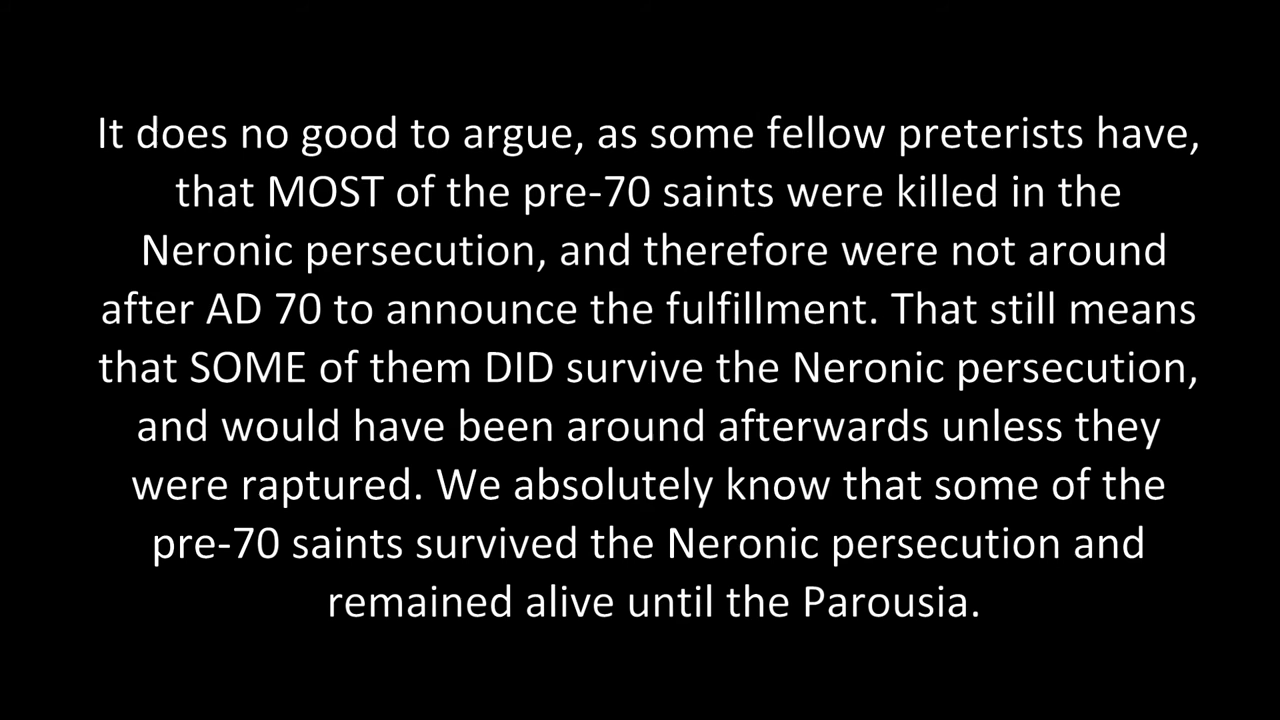 It does no good to argue, as some fellow preterists have,
that MOST of the pre-70 saints were killed in the
Neronic persecution, and therefore were not around
after AD 70 to announce the fulfillment. That still means
that SOME of them DID survive the Neronic persecution,
and would have been around afterwards unless they
were raptured. We absolutely know that some of the
pre-70 saints survived the Neronic persecution and
remained alive until the Parousia.